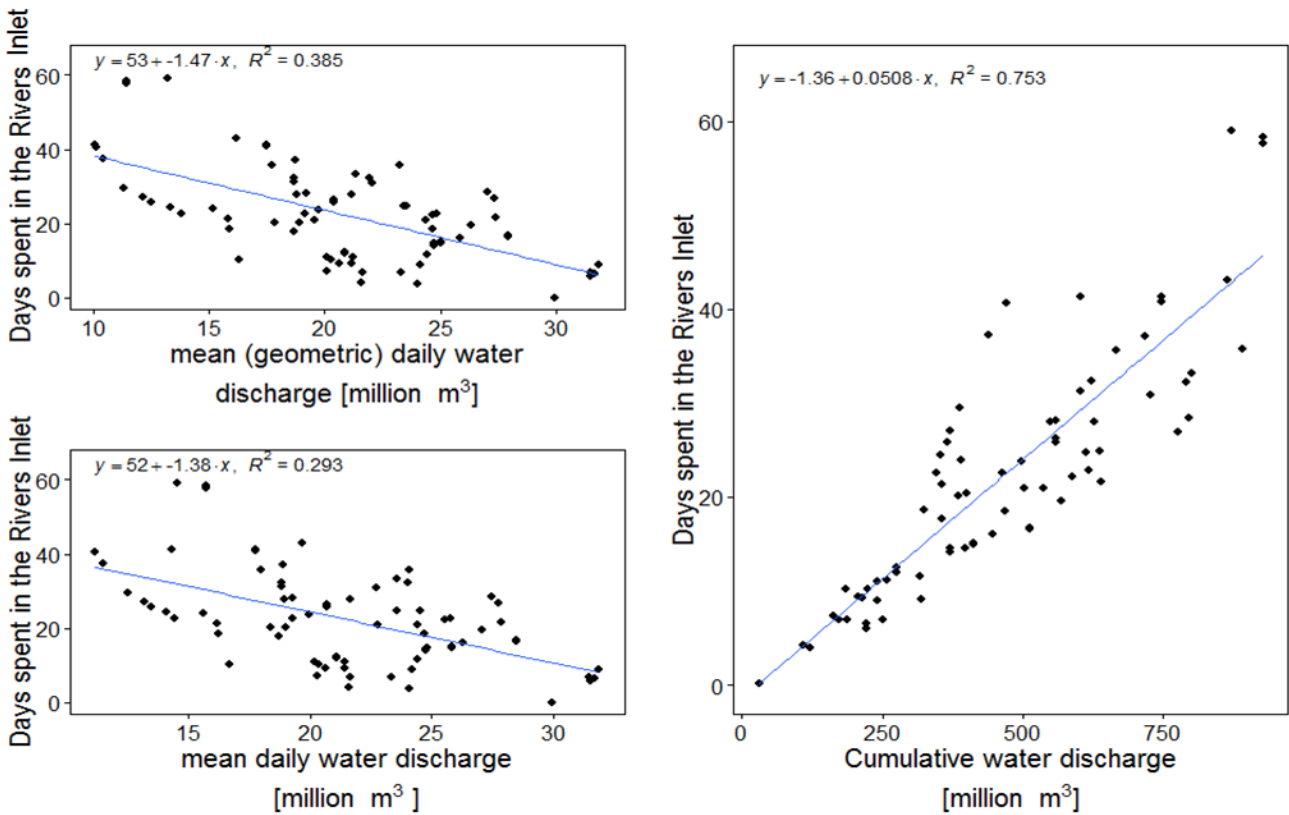 Days spent in the Rivers Inlet
y = 53 + -1.47 · x, R² = 0.385
60
40
20
0
10 15 20 25 30
mean (geometric) daily water
discharge [million m³]
Days spent in the Rivers Inlet
y = 52 + -1.38 · x, R² = 0.293
60
40
20
0
15 20 25 30
mean daily water discharge
[million m³ ]
Days spent in the Rivers Inlet
y = -1.36 + 0.0508 · x, R² = 0.753
60
40
20
0
0 250 500 750
Cumulative water discharge
[million m³]